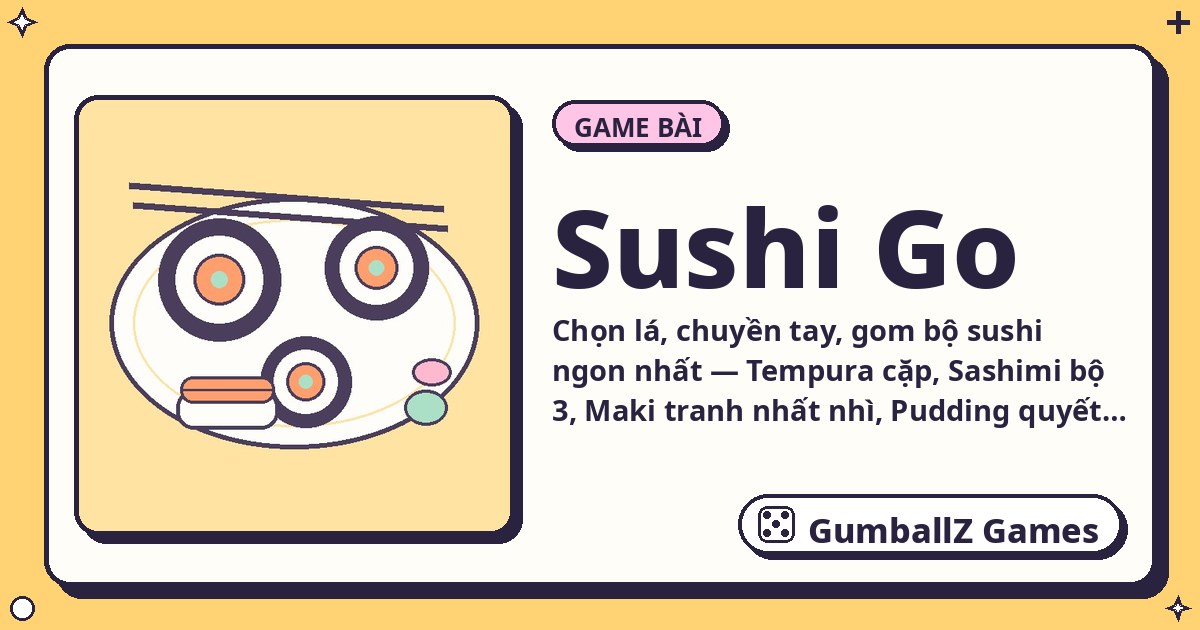 GAME BÀI
Sushi Go
Chọn lá, chuyền tay, gom bộ sushi
ngon nhất — Tempura cặp, Sashimi bộ
3, Maki tranh nhất nhì, Pudding quyết...
GumballZ Games